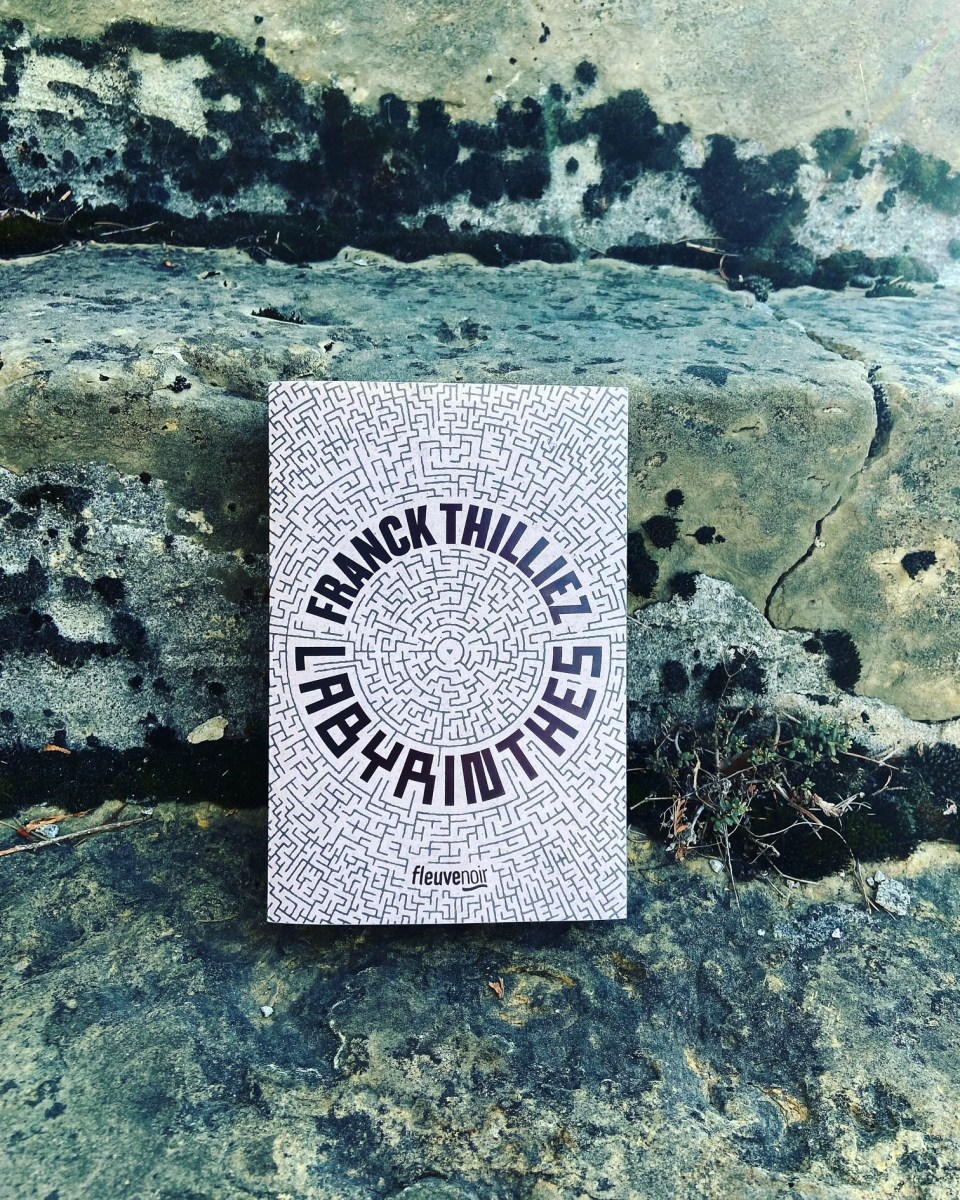 FRANCK THILLIEZ
LABYRINTHES
fleuvenoir